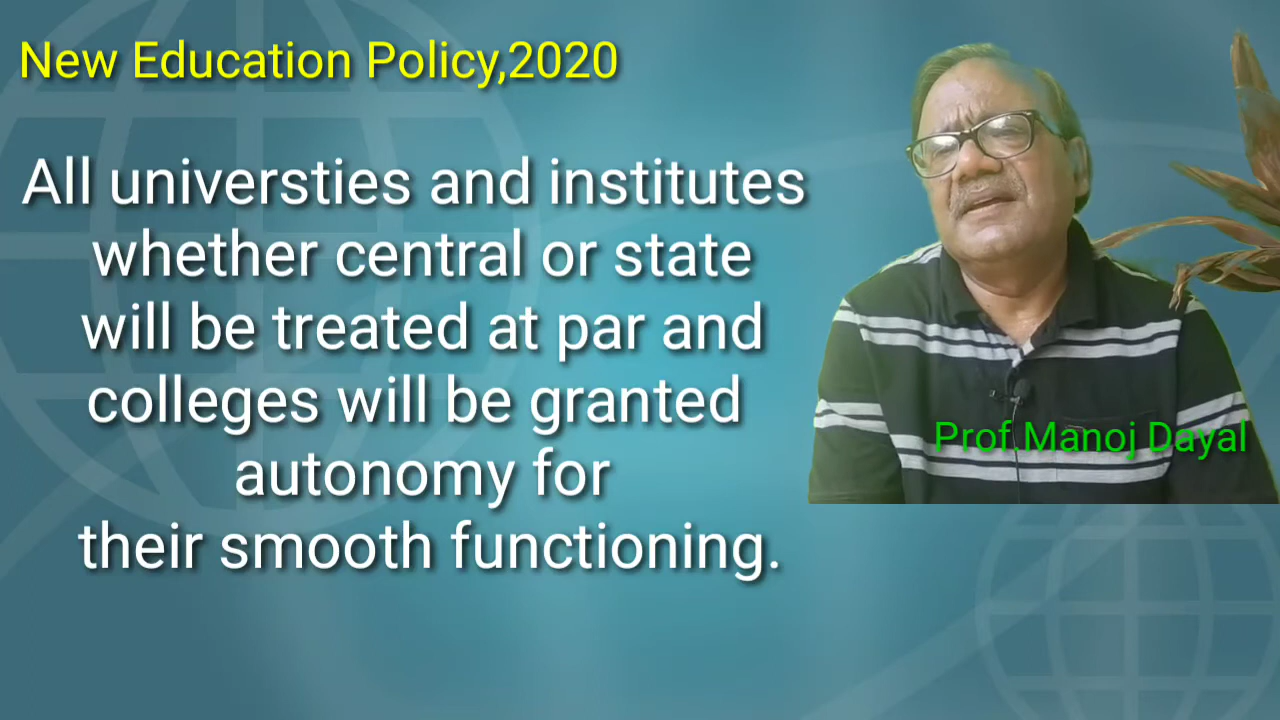 New Education Policy,2020
All universties and institutes
whether central or state
will be treated at par and
colleges will be granted
autonomy for
their smooth functioning.
Prof.Manoj Dayal